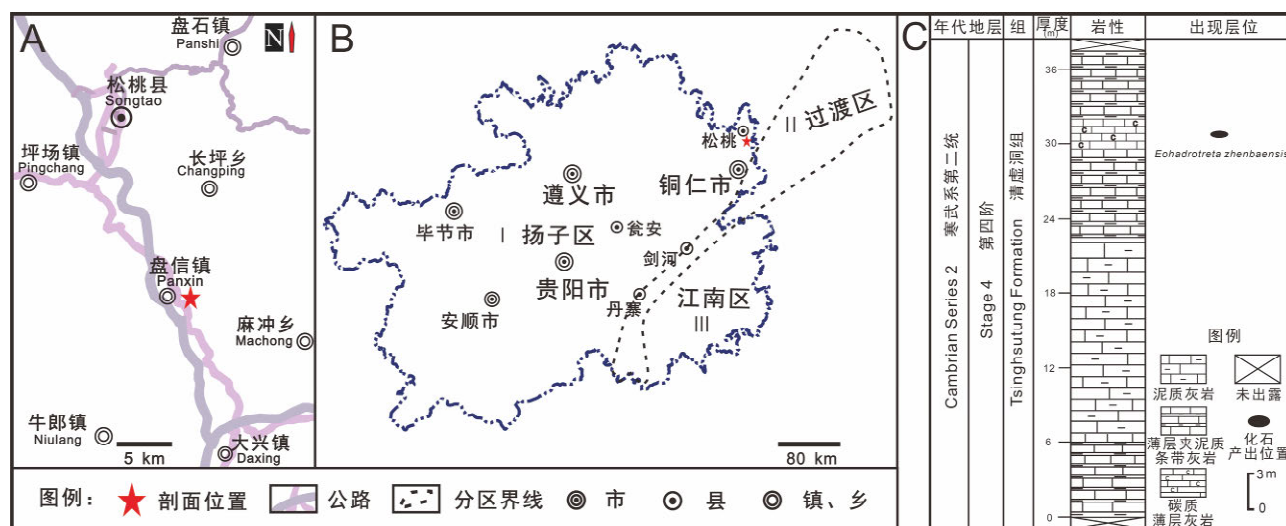 A
盘石镇
Panshi
N
松桃县
Songtao
坪场镇
Pingchang
长坪乡
Changping
盘信镇
Panxin
麻冲乡
Machong
牛郎镇
Niulang
大兴镇
Daxing
5 km
B
II 过渡区
松桃
铜仁市
遵义市
毕节市
I 扬子区
瓮安
剑河
贵阳市
丹寨
江南区
III
安顺市
80 km
图例：
剖面位置
公路
分区界线
市
县
镇、乡
C
年代地层
组
厚度
(m)
岩性
出现层位
Cambrian Series 2 寒武系第二统
Stage 4 第四阶
Tsinghsutung Formation 清虚洞组
36
30
24
18
12
6
0
c
c
c
c
c
Eohadrotreta zhenbaensis
图例
泥质灰岩
未出露
薄层夹泥质
条带灰岩
化石
产出位置
c
c
c
c
碳质
薄层灰岩
3 m
0